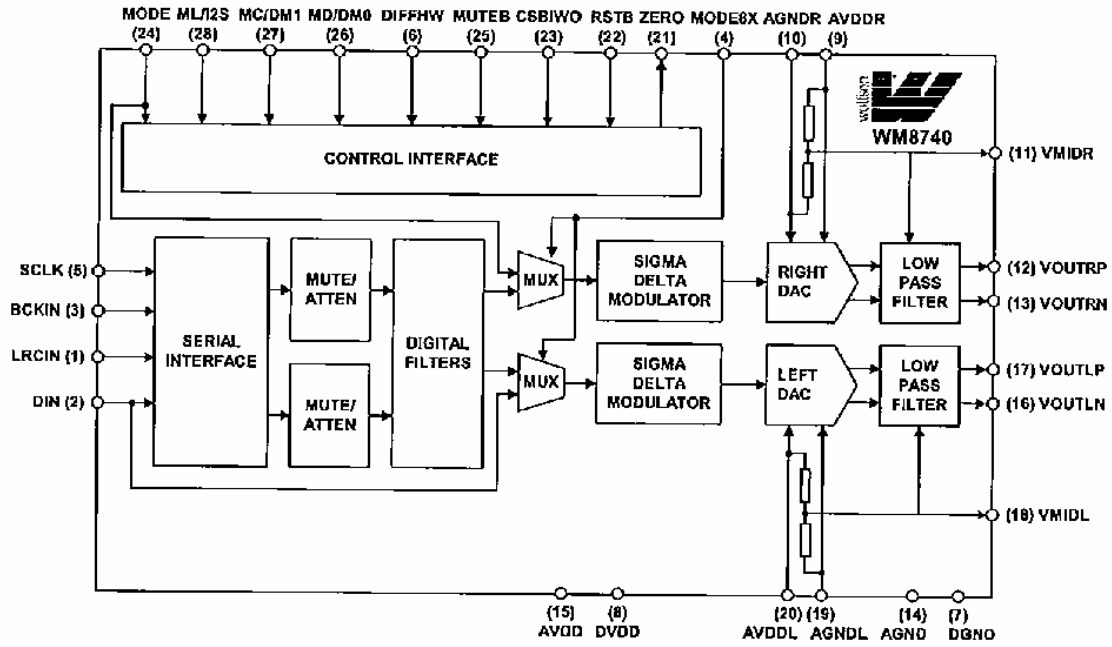 MODE ML/I2S MC/DM1 MD/DM0 DIFFHW MUTEB CSBIWO RSTB ZERO MODE8X AGNDR AVDDR
(24) (28) (27) (26) (6) (25) (23) (22) (21) (4) (10) (9)
wolfson
WM8740
CONTROL INTERFACE
(11) VMIDR
SCLK (5)
BCKIN (3)
LRCIN (1)
DIN (2)
SERIAL
INTERFACE
MUTE/
ATTEN
MUTE/
ATTEN
DIGITAL
FILTERS
MUX
MUX
SIGMA
DELTA
MODULATOR
SIGMA
DELTA
MODULATOR
RIGHT
DAC
LEFT
DAC
LOW
PASS
FILTER
LOW
PASS
FILTER
(12) VOUTRP
(13) VOUTRN
(17) VOUTLP
(16) VOUTLN
(18) VMIDL
(15) (8) (20) (19) (14) (7)
AVDD DVDD AVDDL AGNDL AGND DGND